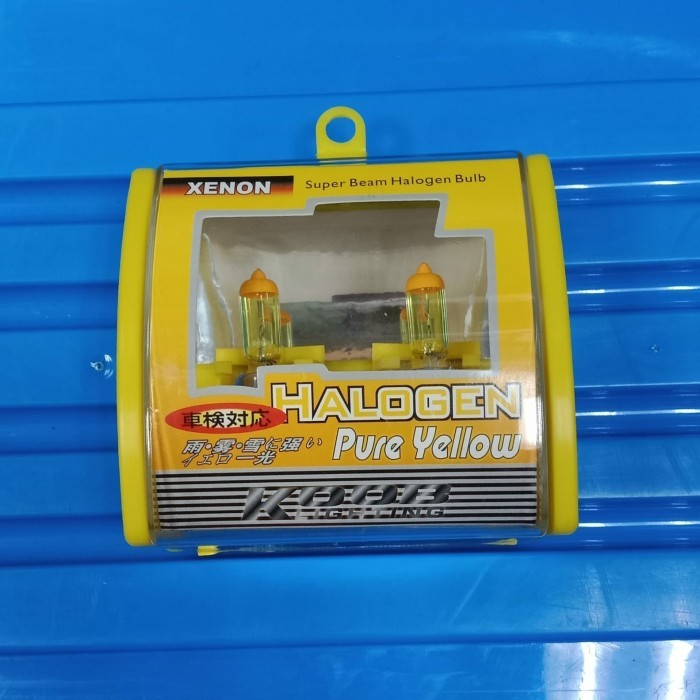 XENON Super Beam Halogen Bulb
HALOGEN
車検対応
Pure Yellow
雨・霧・雪に強い
イエロー光
LIGHTING